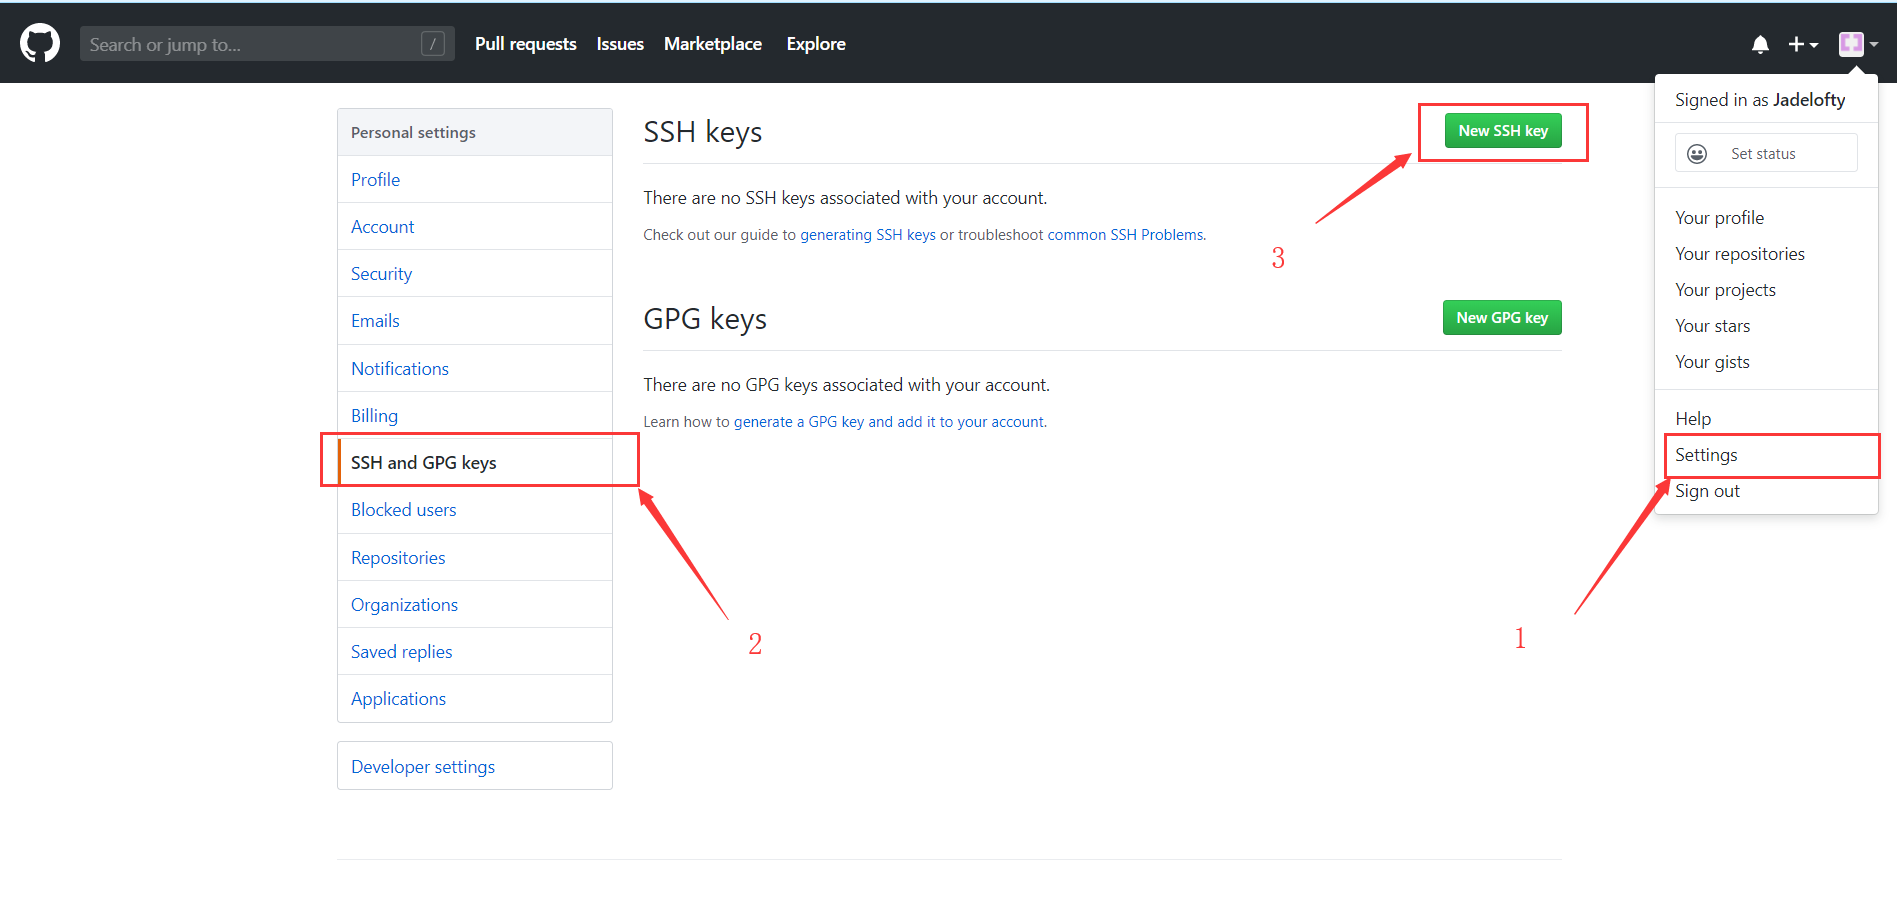 Search or jump to... /
Pull requests
Issues
Marketplace
Explore
Personal settings
Profile
Account
Security
Emails
Notifications
Billing
SSH and GPG keys
Blocked users
Repositories
Organizations
Saved replies
Applications
Developer settings
SSH keys
New SSH key
There are no SSH keys associated with your account.
Check out our guide to generating SSH keys or troubleshoot common SSH Problems.
3
GPG keys
New GPG key
There are no GPG keys associated with your account.
Learn how to generate a GPG key and add it to your account.
2
Signed in as Jadelofty
Set status
Your profile
Your repositories
Your projects
Your stars
Your gists
Help
Settings
Sign out
1